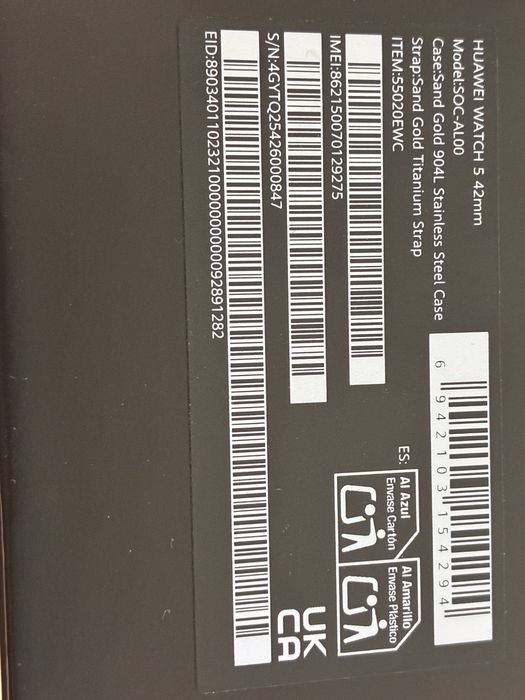 HUAWEI WATCH 5 42mm
Model:SOC-AL00
Case:Sand Gold 904L Stainless Steel Case
Strap:Sand Gold Titanium Strap
ITEM:55020EWC
6 942103 154294
IMEI:862150070129275
S/N:4GYTQ25426000847
EID:89034011023210000000000092891282
ES:
Al Azul
Envase Cartón
Al Amarillo
Envase Plástico
UK
CA